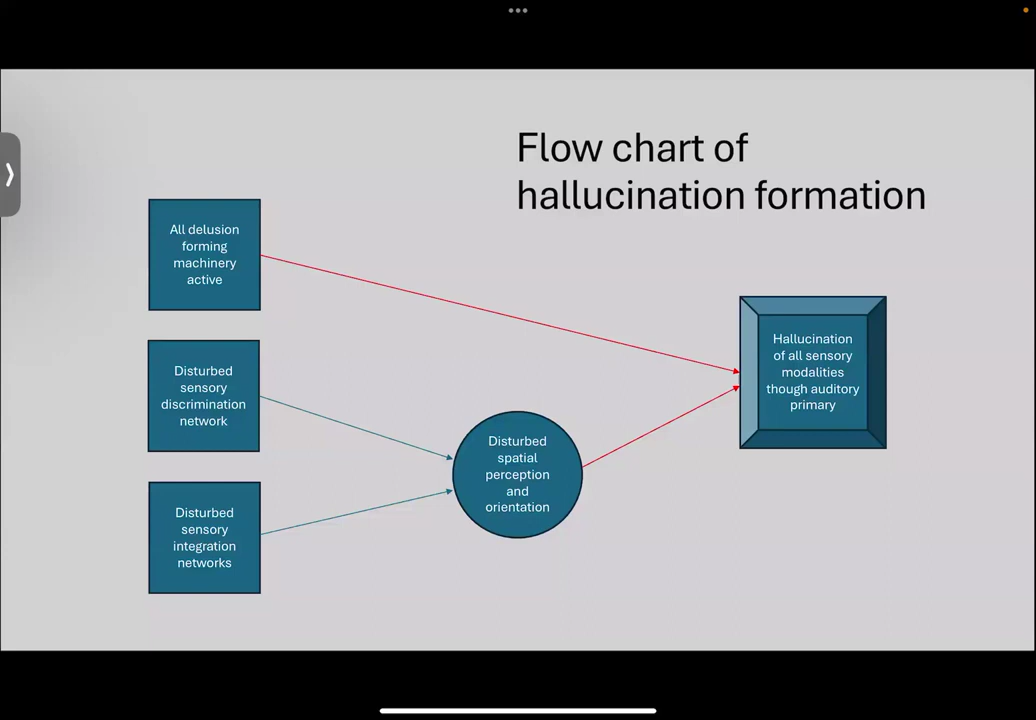 Flow chart of
hallucination formation
All delusion
forming
machinery
active
Disturbed
sensory
discrimination
network
Disturbed
sensory
integration
networks
Disturbed
spatial
perception
and
orientation
Hallucination
of all sensory
modalities
though auditory
primary